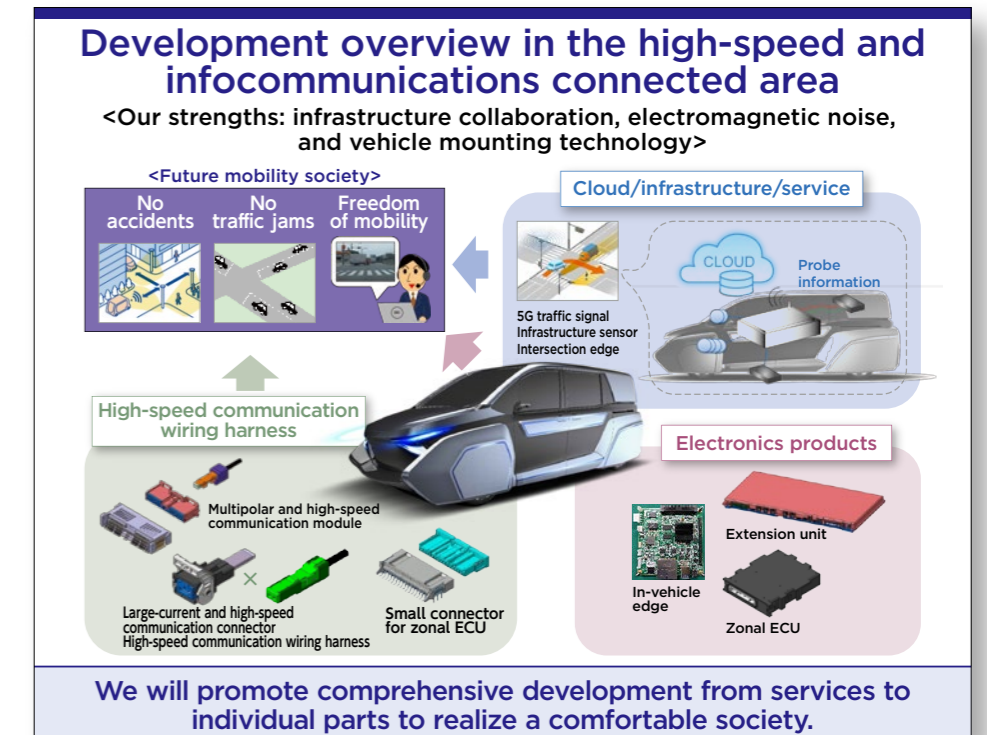 Development overview in the high-speed and
infocommunications connected area
<Our strengths: infrastructure collaboration, electromagnetic noise,
and vehicle mounting technology>
<Future mobility society>
No
accidents
No
traffic jams
Freedom
of mobility
Cloud/infrastructure/service
CLOUD
Probe
information
5G traffic signal
Infrastructure sensor
Intersection edge
High-speed communication
wiring harness
Multipolar and high-speed
communication module
×
Large-current and high-speed
communication connector
High-speed communication wiring harness
Small connector
for zonal ECU
Electronics products
Extension unit
In-vehicle
edge
Zonal ECU
We will promote comprehensive development from services to
individual parts to realize a comfortable society.